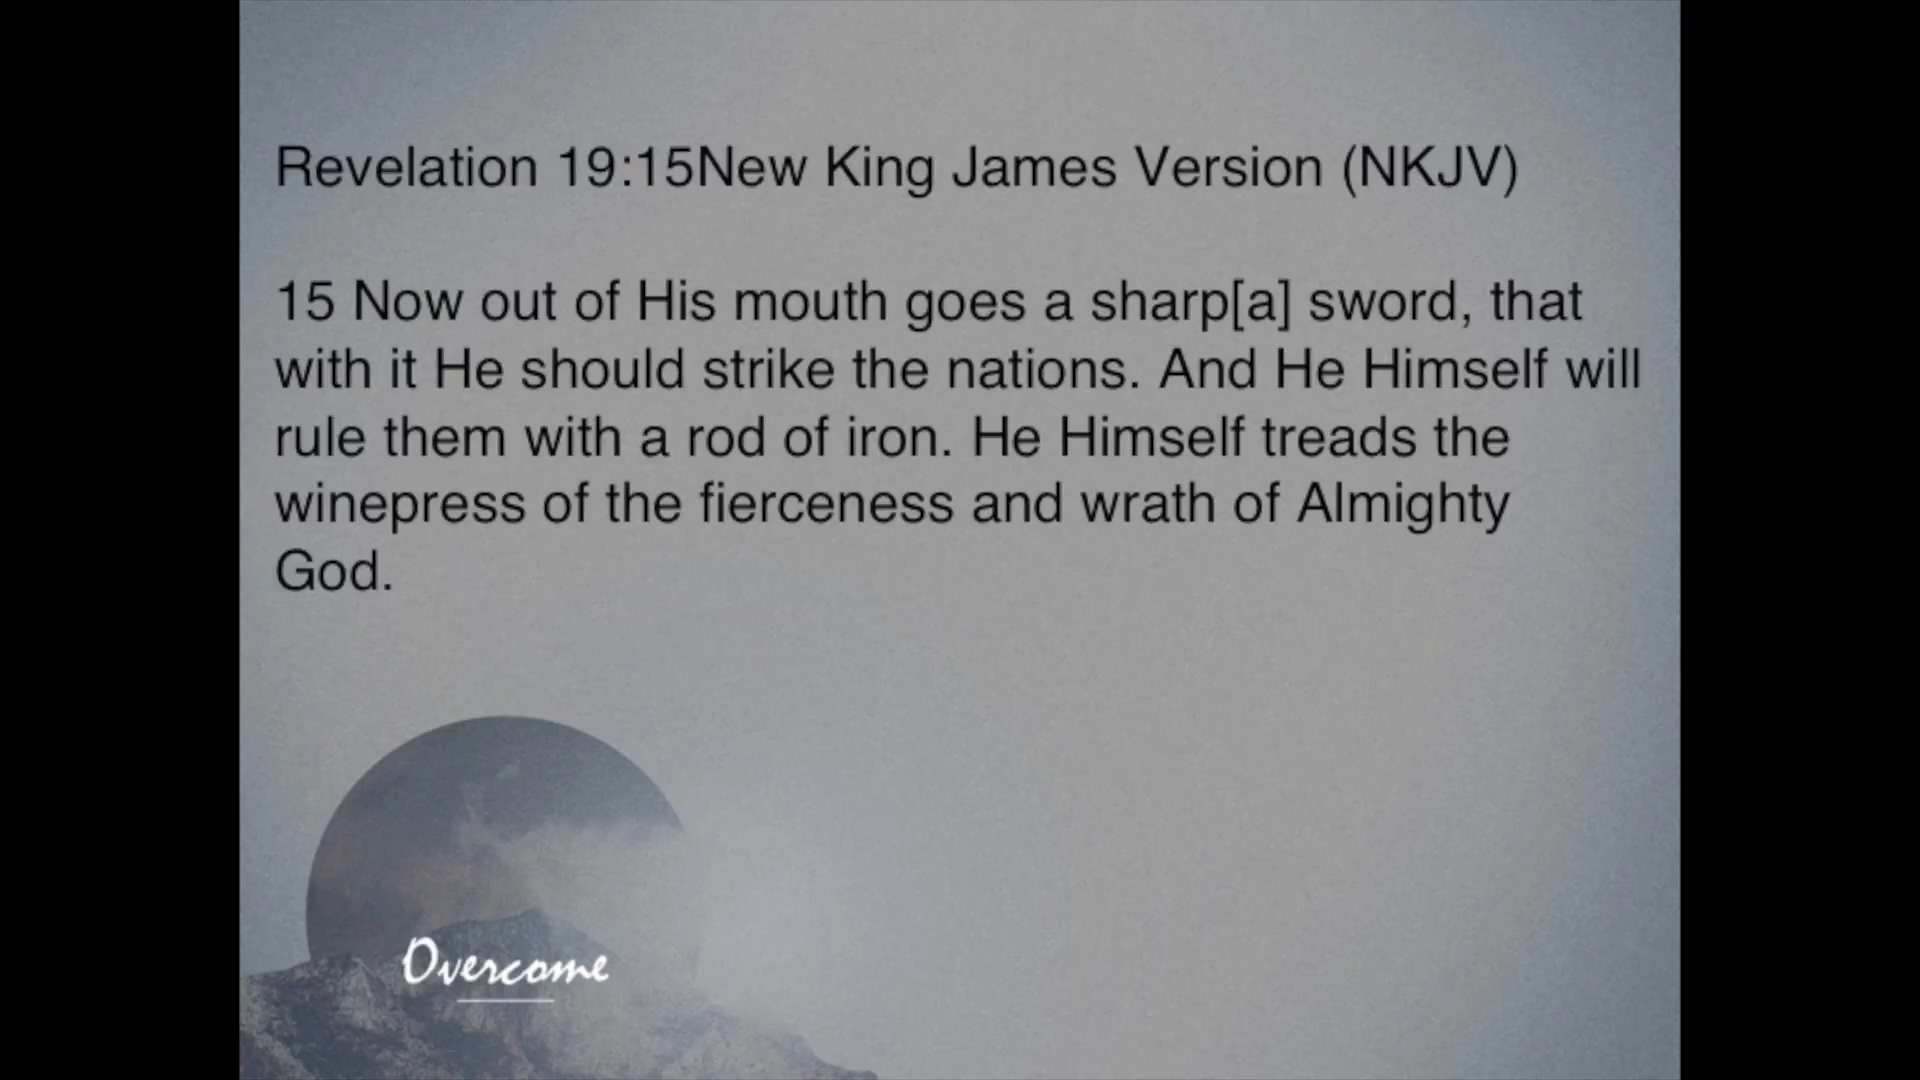 Revelation 19:15New King James Version (NKJV)
15 Now out of His mouth goes a sharp[a] sword, that
with it He should strike the nations. And He Himself will
rule them with a rod of iron. He Himself treads the
winepress of the fierceness and wrath of Almighty
God.
Overcome